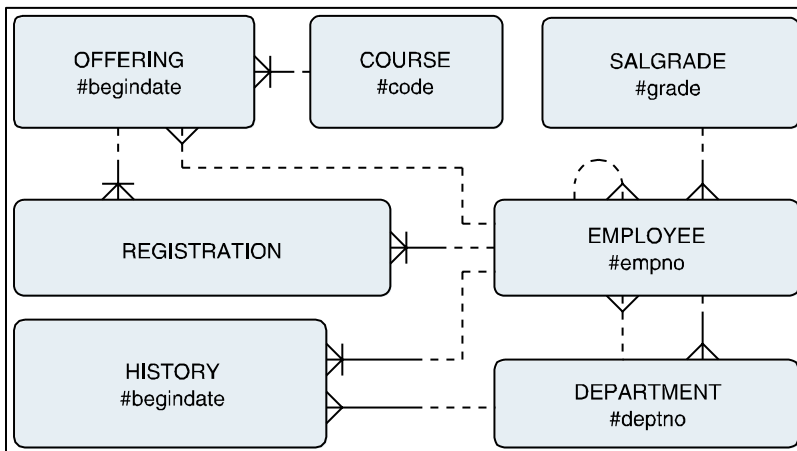 OFFERING
#begindate
COURSE
#code
SALGRADE
#grade
REGISTRATION
EMPLOYEE
#empno
HISTORY
#begindate
DEPARTMENT
#deptno